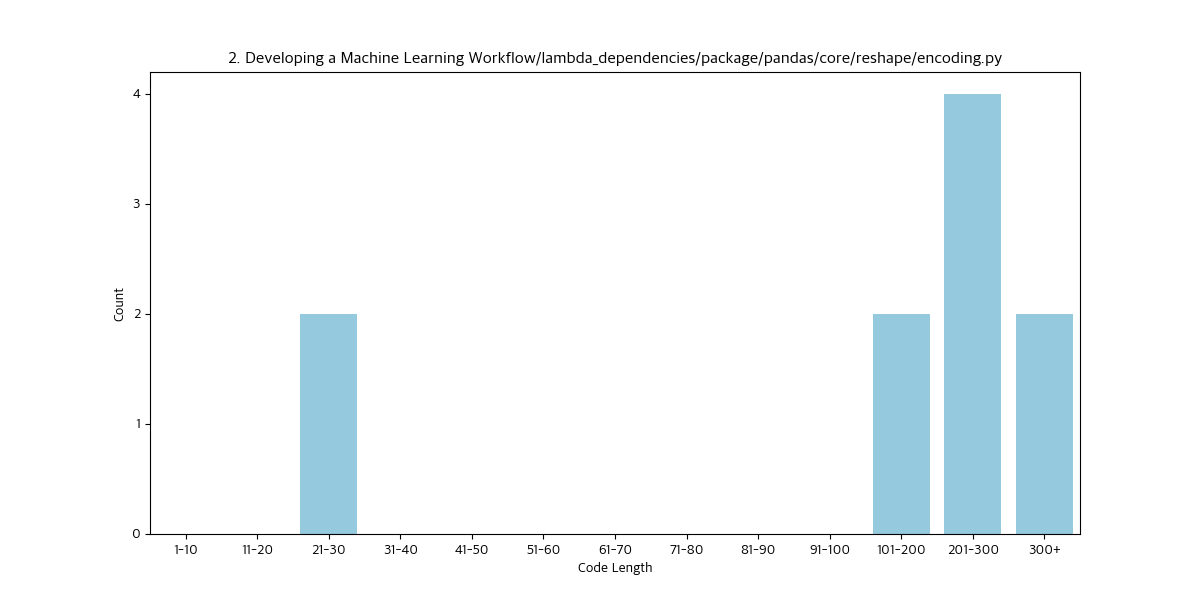 2. Developing a Machine Learning Workflow/lambda_dependencies/package/pandas/core/reshape/encoding.py
4
3
2
1
0
Count
1-10 11-20 21-30 31-40 41-50 51-60 61-70 71-80 81-90 91-100 101-200 201-300 300+
Code Length